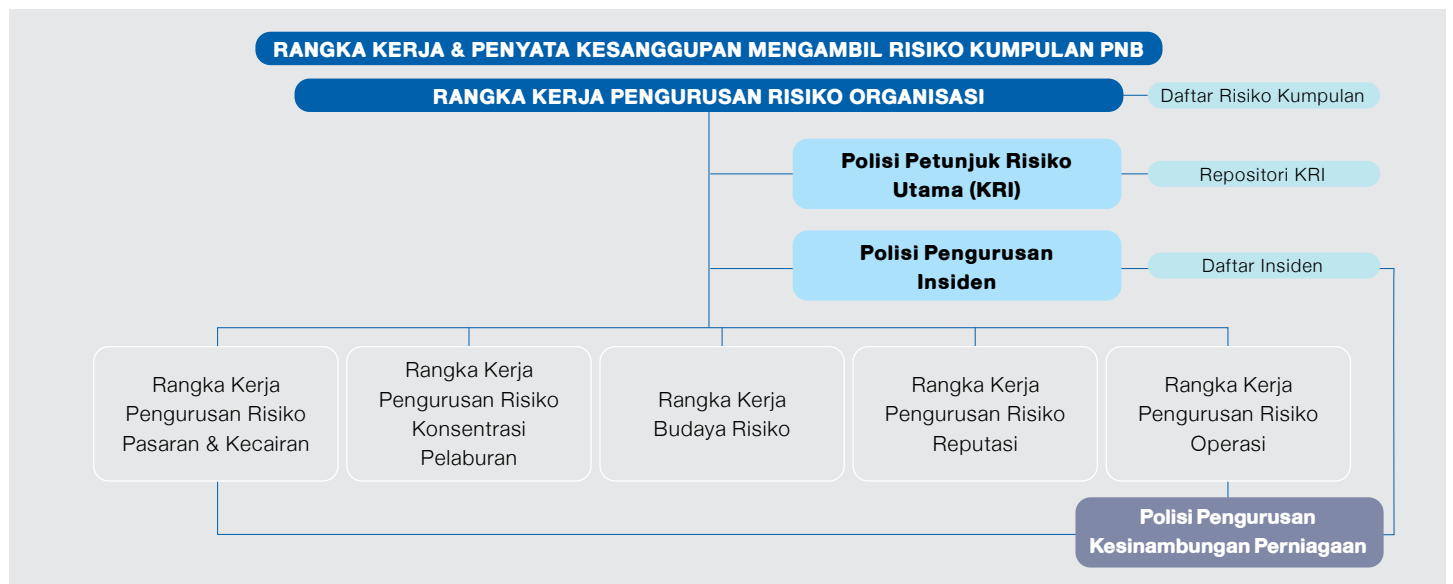 RANGKA KERJA & PENYATA KESANGGUPAN MENGAMBIL RISIKO KUMPULAN PNB
RANGKA KERJA PENGURUSAN RISIKO ORGANISASI
Daftar Risiko Kumpulan
Polisi Petunjuk Risiko
Utama (KRI)
Repositori KRI
Polisi Pengurusan
Insiden
Daftar Insiden
Rangka Kerja
Pengurusan Risiko
Pasaran & Kecairan
Rangka Kerja
Pengurusan Risiko
Konsentrasi
Pelaburan
Rangka Kerja
Budaya Risiko
Rangka Kerja
Pengurusan Risiko
Reputasi
Rangka Kerja
Pengurusan Risiko
Operasi
Polisi Pengurusan
Kesinambungan Perniagaan